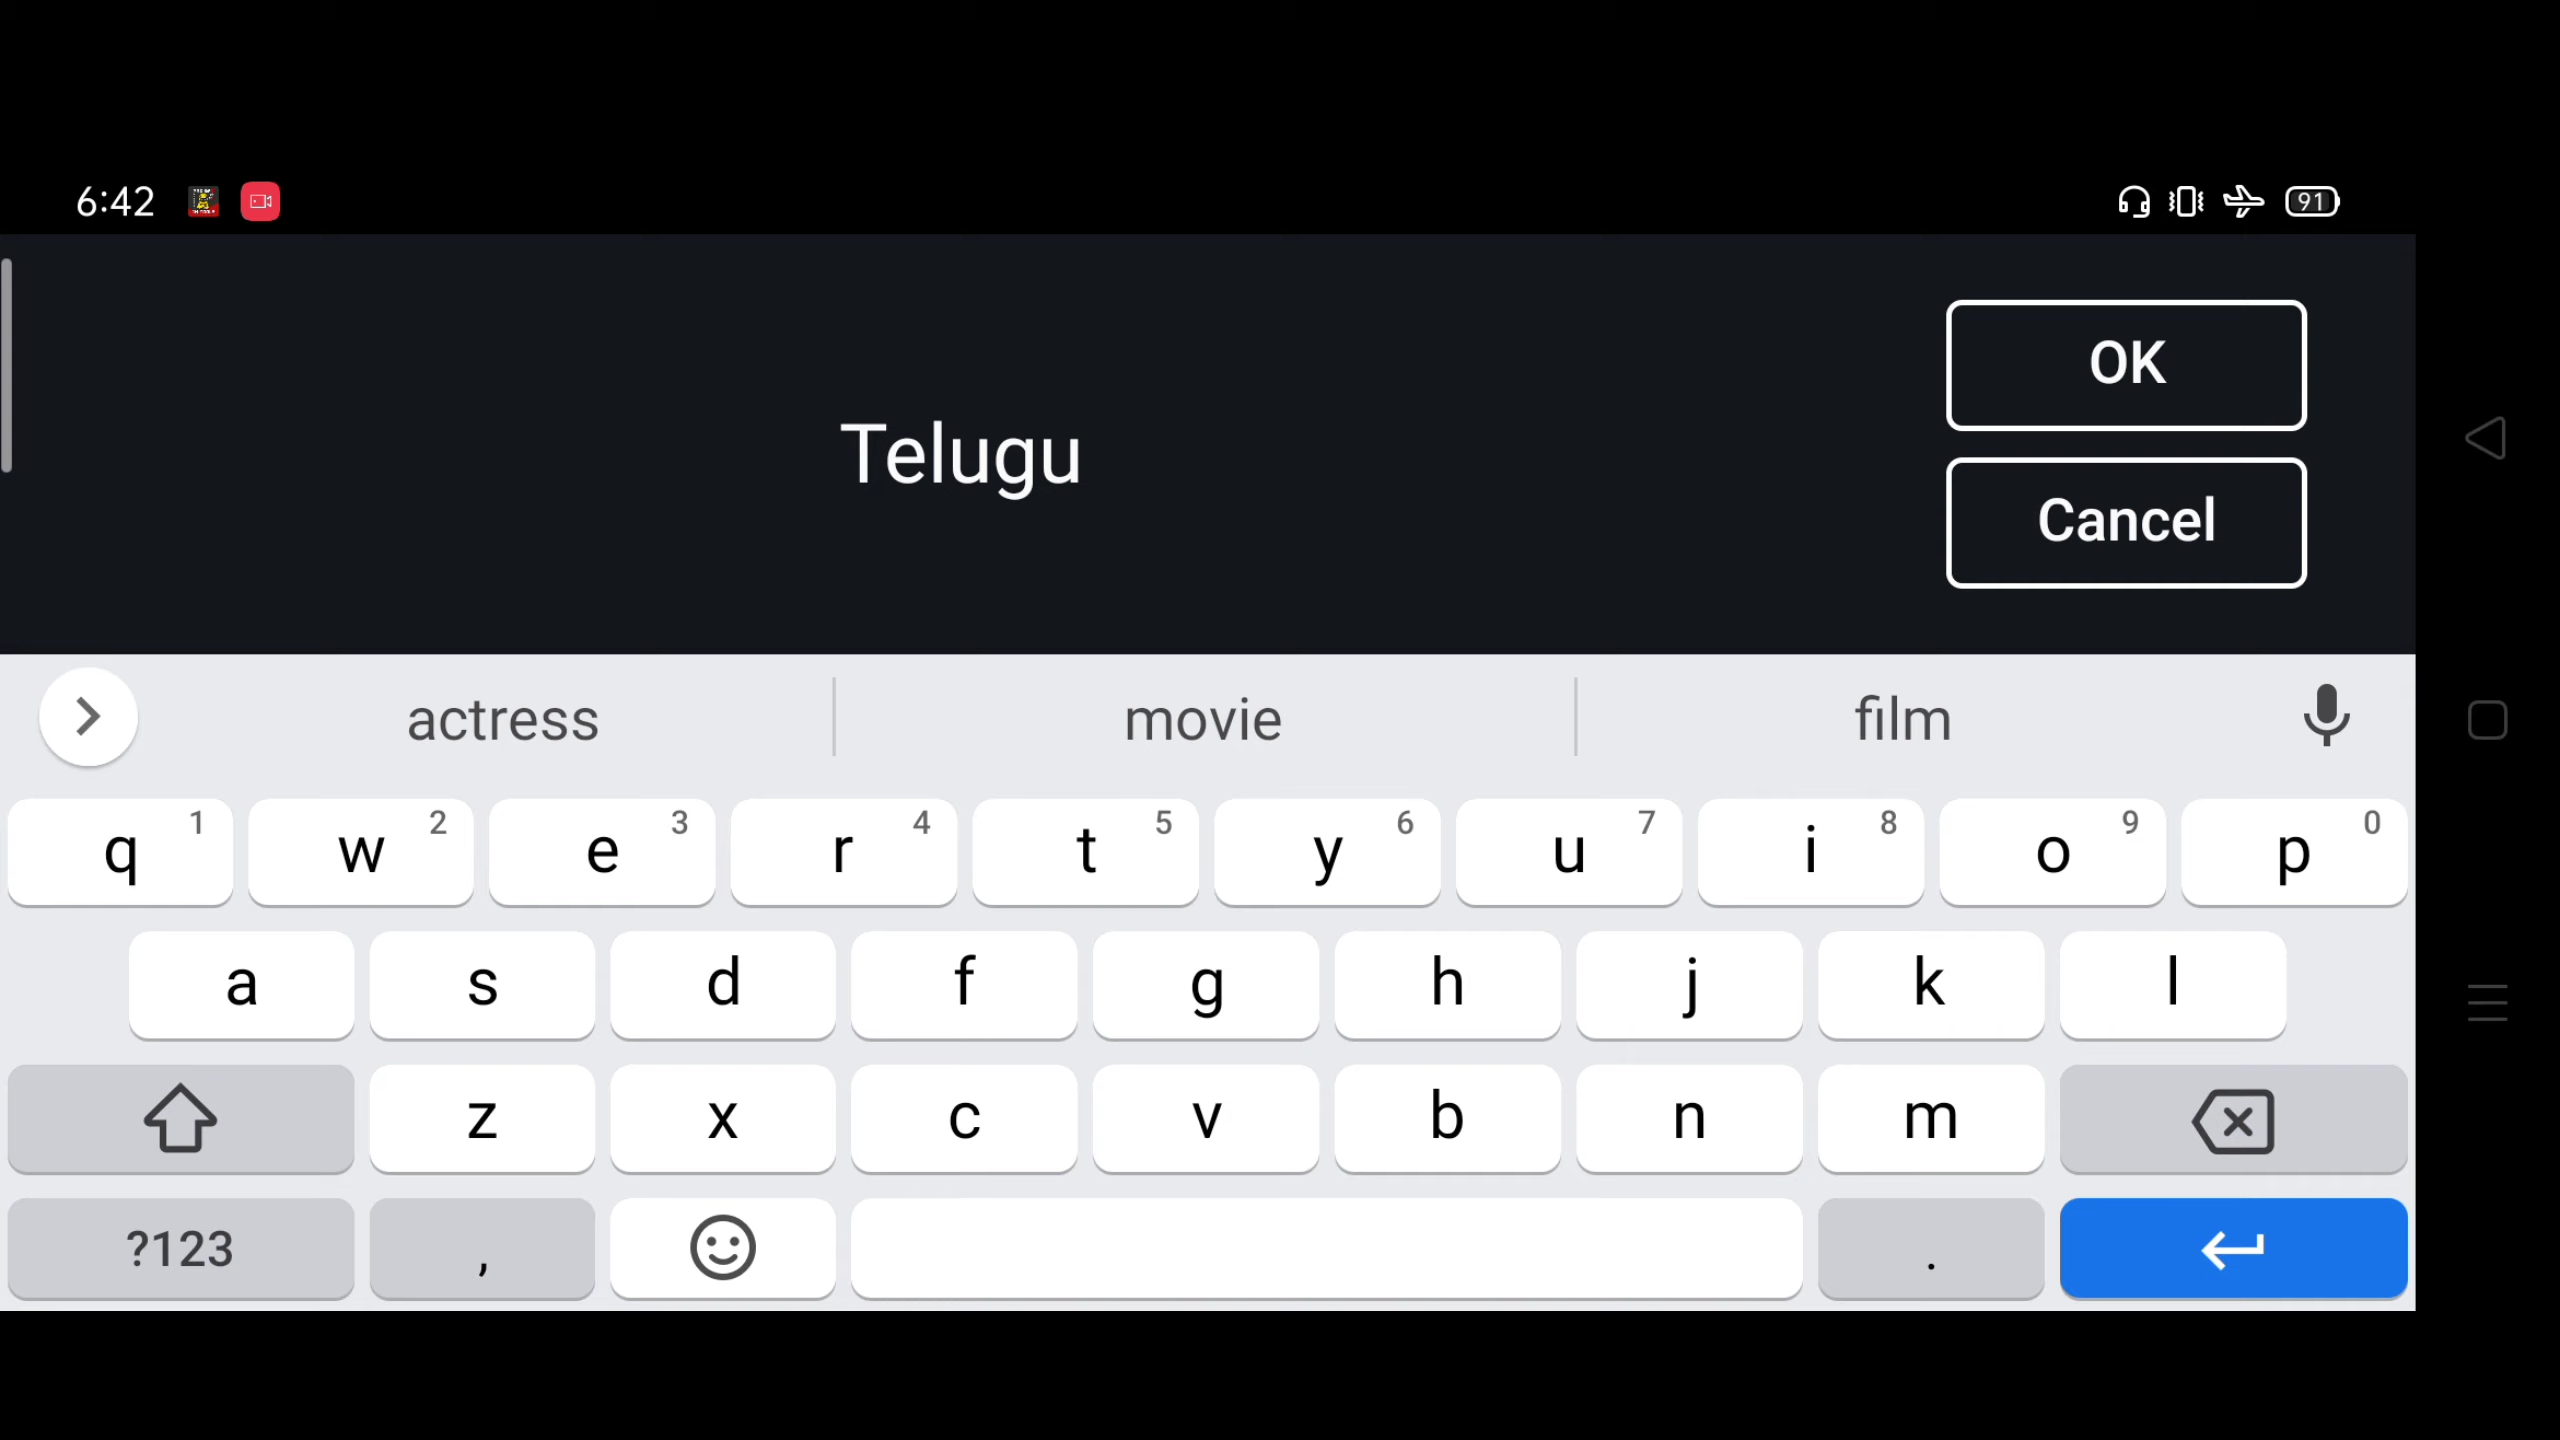 6:42
91
OK
Telugu
Cancel
actress movie film
q 1 w 2 e 3 r 4 t 5 y 6 u 7 i 8 o 9 p 0
a s d f g h j k l
z x c v b n m
?123 , .